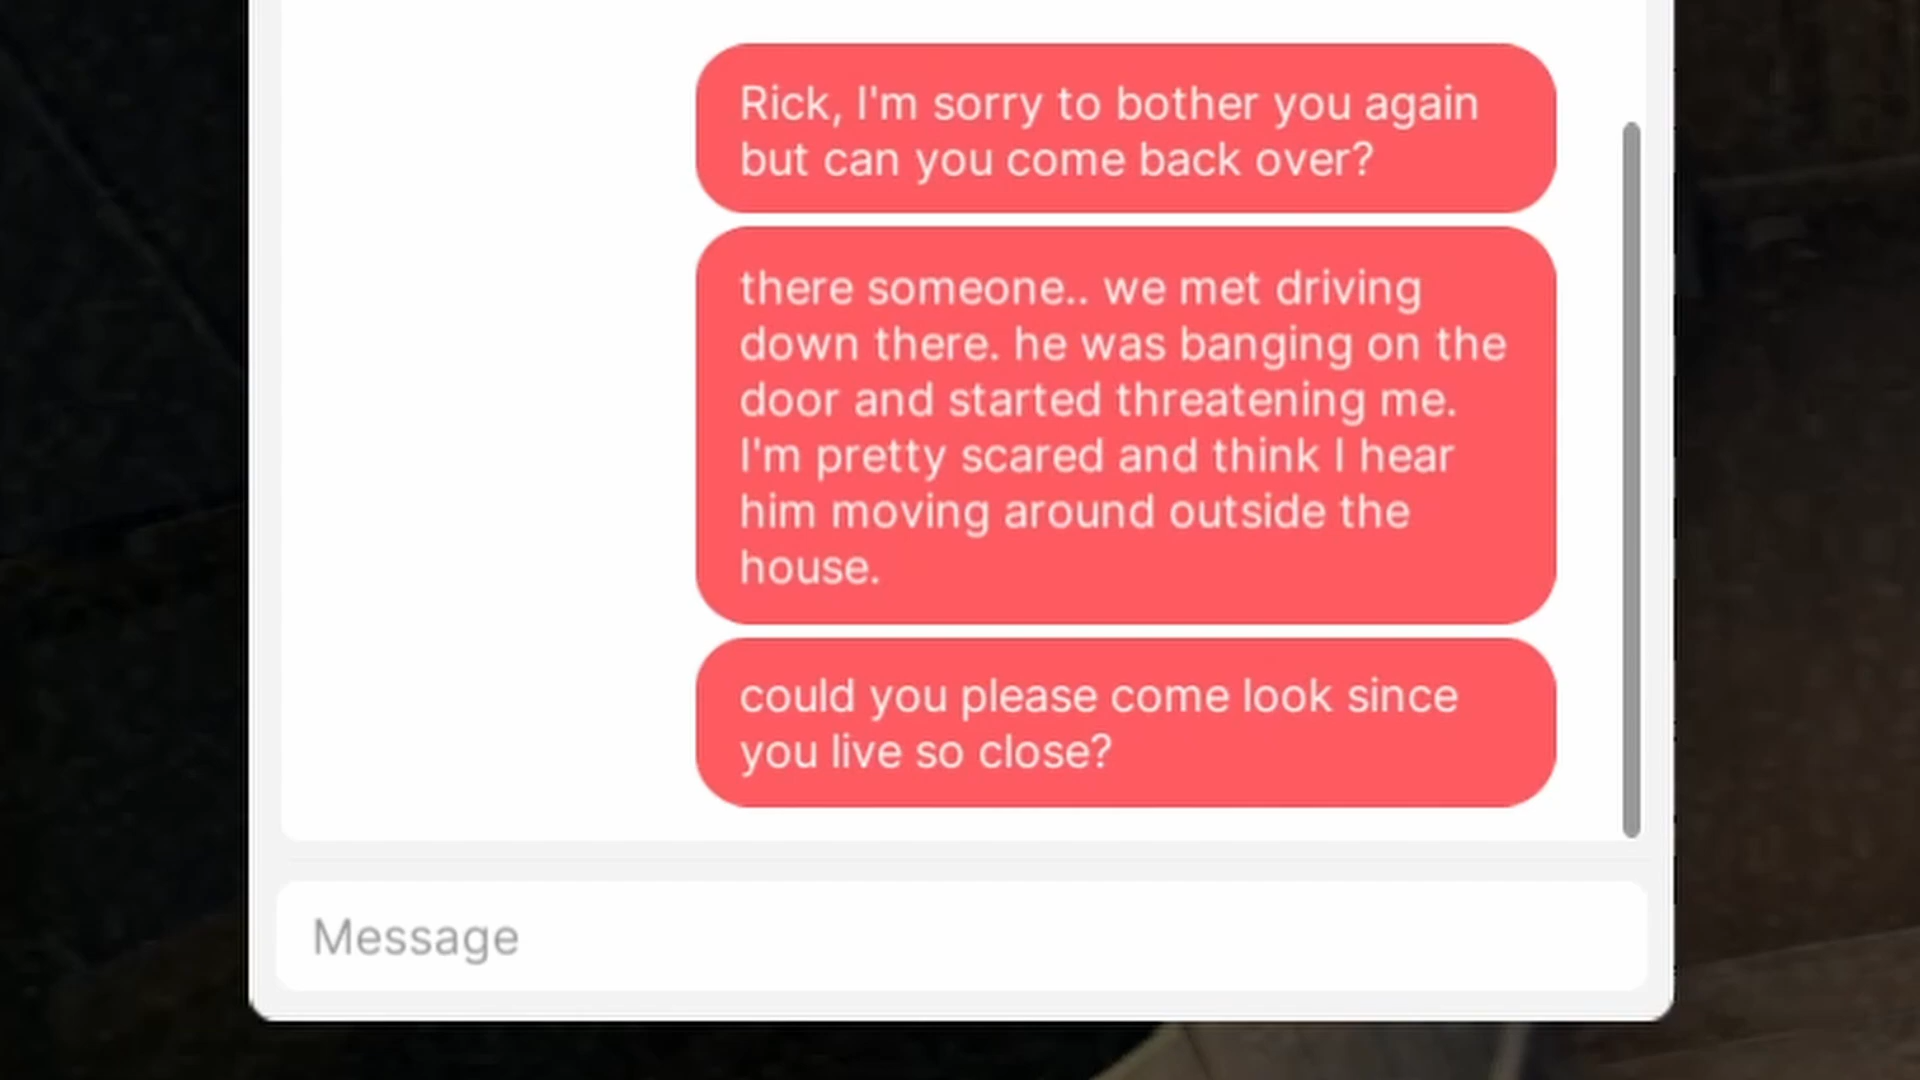 Rick, I'm sorry to bother you again
but can you come back over?
there someone.. we met driving
down there. he was banging on the
door and started threatening me.
I'm pretty scared and think I hear
him moving around outside the
house.
could you please come look since
you live so close?
Message